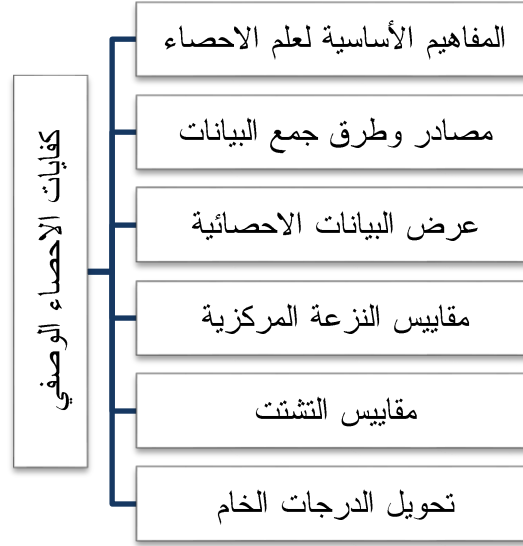 كفايات الاحصاء الوصفي
المفاهيم الأساسية لعلم الاحصاء
مصادر وطرق جمع البيانات
عرض البيانات الاحصائية
مقاييس النزعة المركزية
مقاييس التشتت
تحويل الدرجات الخام